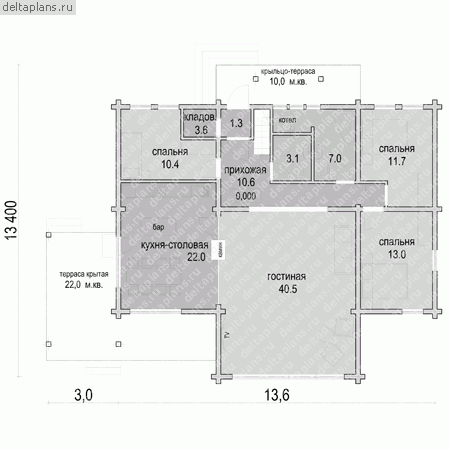 deltaplans.ru
крыльцо-терраса
10,0 м.кв.
кладов.
3.6
1.3
котел
спальня
10.4
прихожая
10.6
0,000
3.1
7.0
спальня
11.7
13 400
бар
кухня-столовая
22.0
камин
терраса крытая
22,0 м.кв.
гостиная
40.5
спальня
13.0
TV
3,0
13,6